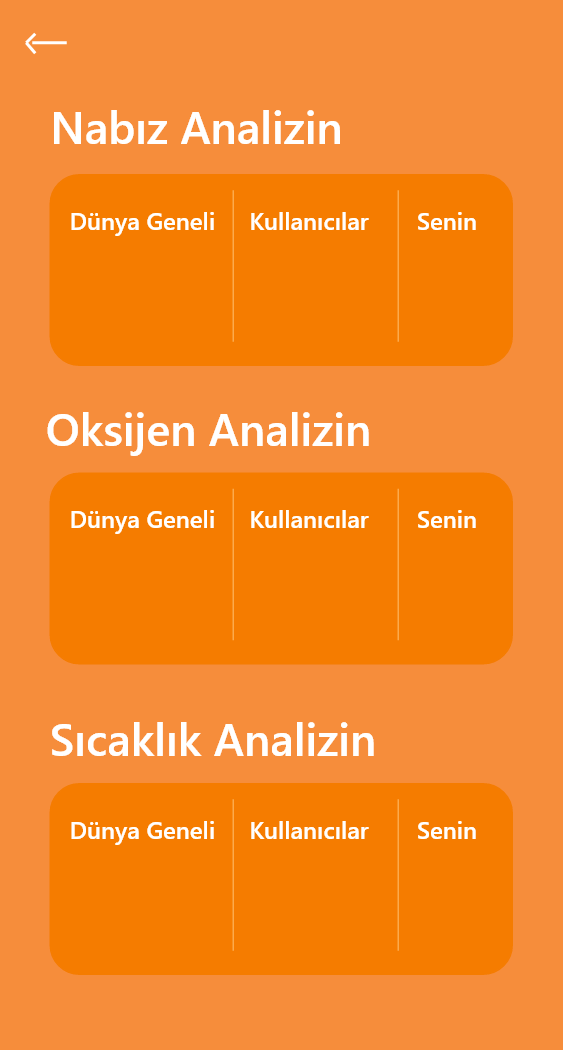 Nabız Analizin
Dünya Geneli Kullanıcılar Senin
Oksijen Analizin
Dünya Geneli Kullanıcılar Senin
Sıcaklık Analizin
Dünya Geneli Kullanıcılar Senin